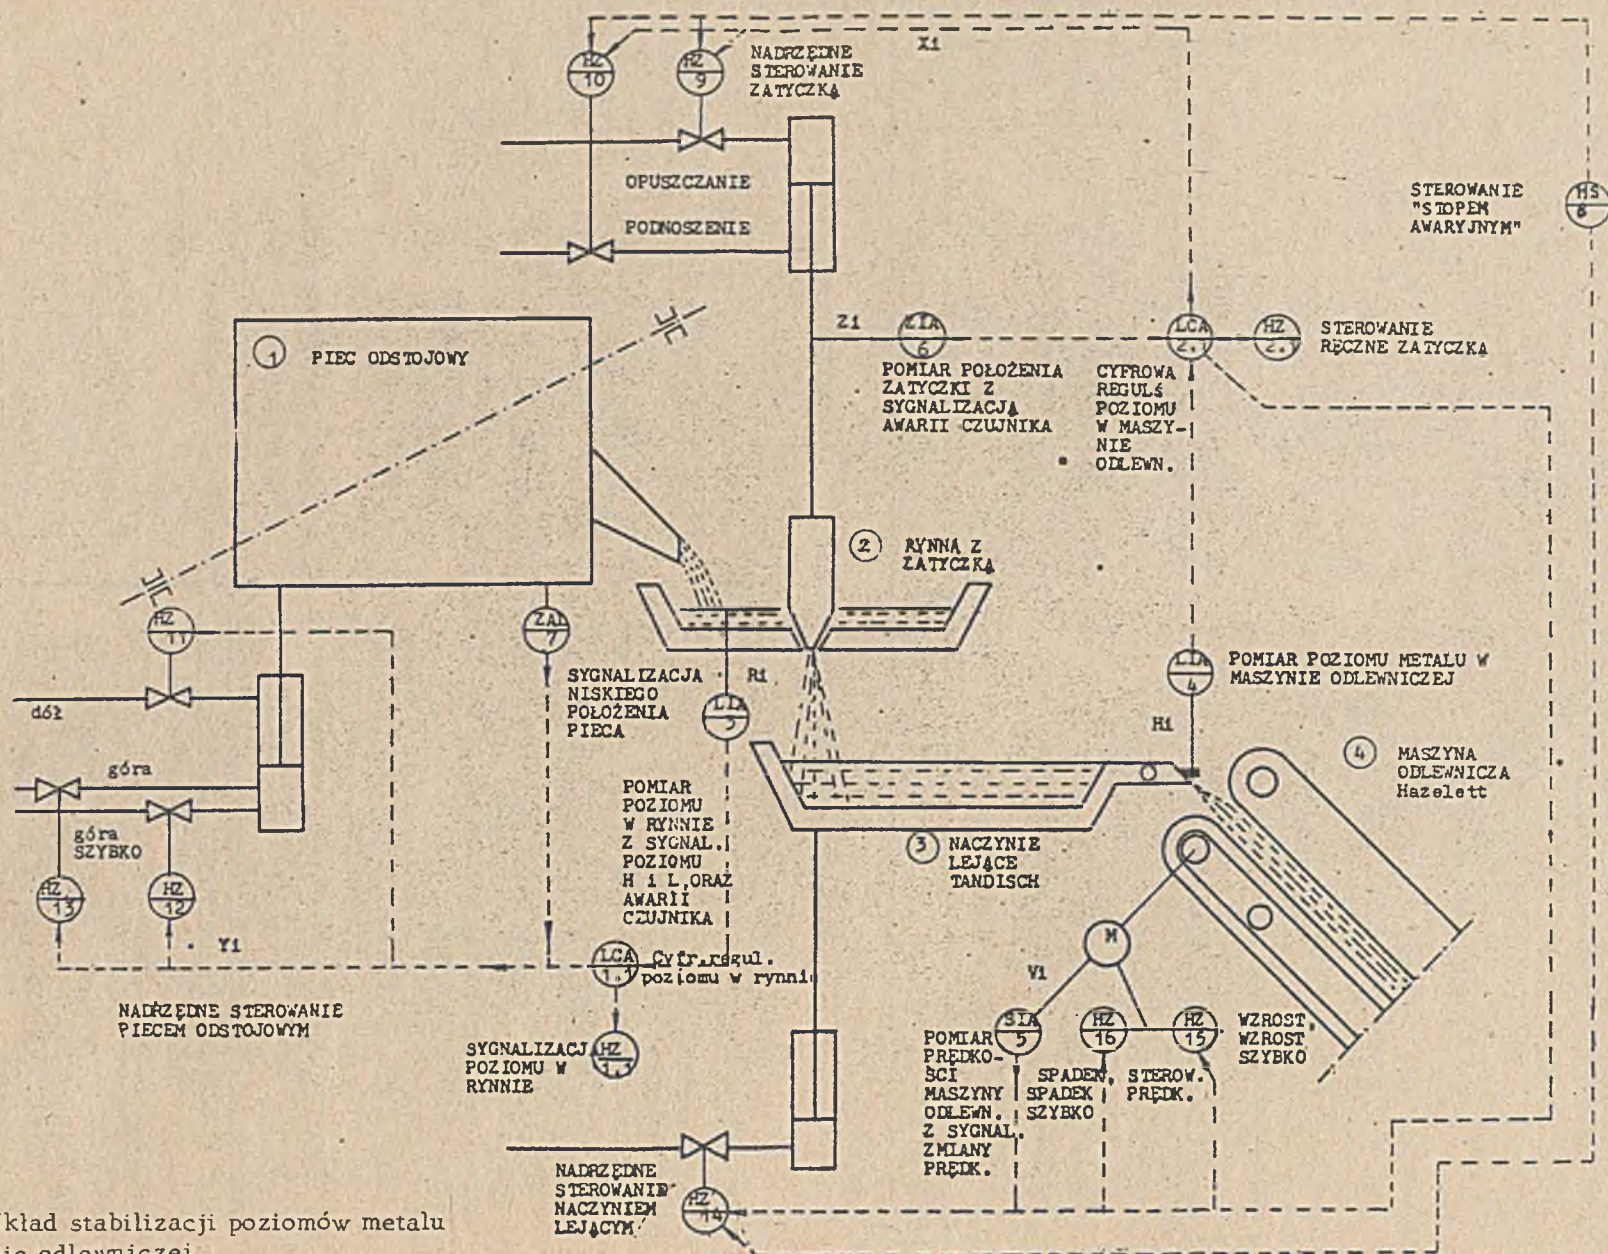 HZ
10
HZ
9
NADRZĘDNE
STEROWANIE
ZATYCZKĄ
X1
OPUSZCZANIE
PODNOSZENIE
STEROWANIE
"STOPEM
AWARYJNYM"
HS
8
1
PIEC ODSTOJOWY
Z1
ZIA
6
LCA
2.1
HZ
2.1
STEROWANIE
RĘCZNE ZATYCZKĄ
POMIAR POŁOŻENIA
ZATYCZKI Z
SYGNALIZACJĄ
AWARII CZUJNIKA
CYFROWA
REGULŚ
POZIOMU
W MASZY-
NIE
ODLEWN.
2
RYNNA Z
ZATYCZKĄ
HZ
11
ZAL
7
SYGNALIZACJA
NISKIEGO
POŁOŻENIA
PIECA
R1
LIA
3
LIA
4
POMIAR POZIOMU METALU W
MASZYNIE ODLEWNICZEJ
H1
dół
góra
góra
SZYBKO
4
MASZYNA
ODLEWNICZA
Hazelett
POMIAR
POZIOMU
W RYNNIE
Z SYGNAL.
POZIOMU
H i L,ORAZ
AWARII
CZUJNIKA
3
NACZYNIE
LEJĄCE
TANDISCH
HZ
13
HZ
12
Y1
LCA
1.1
Cyfr.regul.
poziomu w rynni
M
V1
NADRZĘDNE STEROWANIE
PIECEM ODSTOJOWYM
SYGNALIZACJA
POZIOMU W
RYNNIE
HZ
1.1
SIA
5
HZ
16
HZ
15
WZROST,
WZROST
SZYBKO
POMIAR
PRĘDKO-
ŚCI
MASZYNY
ODLEWN.
Z SYGNAL.
ZMIANY
PRĘDK.
SPADEK,
SPADEK
SZYBKO
STEROW.
PRĘDK.
NADRZĘDNE
STEROWANIE
NACZYNIEM
LEJĄCYM
HZ
14
kład stabilizacji poziomów metalu
ie odlewniczej